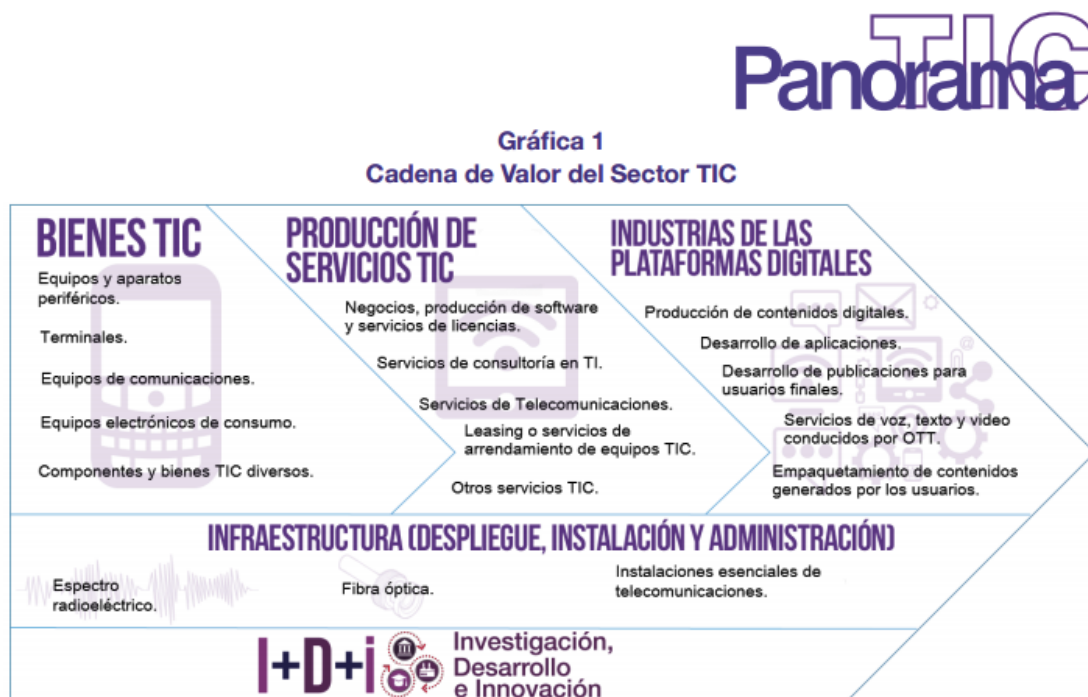 Panorama TIC
Gráfica 1
Cadena de Valor del Sector TIC
BIENES TIC
Equipos y aparatos
periféricos.
Terminales.
Equipos de comunicaciones.
Equipos electrónicos de consumo.
Componentes y bienes TIC diversos.
PRODUCCIÓN DE
SERVICIOS TIC
Negocios, producción de software
y servicios de licencias.
Servicios de consultoría en TI.
Servicios de Telecomunicaciones.
Leasing o servicios de
arrendamiento de equipos TIC.
Otros servicios TIC.
INDUSTRIAS DE LAS
PLATAFORMAS DIGITALES
Producción de contenidos digitales.
Desarrollo de aplicaciones.
Desarrollo de publicaciones para
usuarios finales.
Servicios de voz, texto y video
conducidos por OTT.
Empaquetamiento de contenidos
generados por los usuarios.
INFRAESTRUCTURA (DESPLIEGUE, INSTALACIÓN Y ADMINISTRACIÓN)
Espectro
radioeléctrico.
Fibra óptica.
Instalaciones esenciales de
telecomunicaciones.
I+D+i
Investigación,
Desarrollo
e Innovación